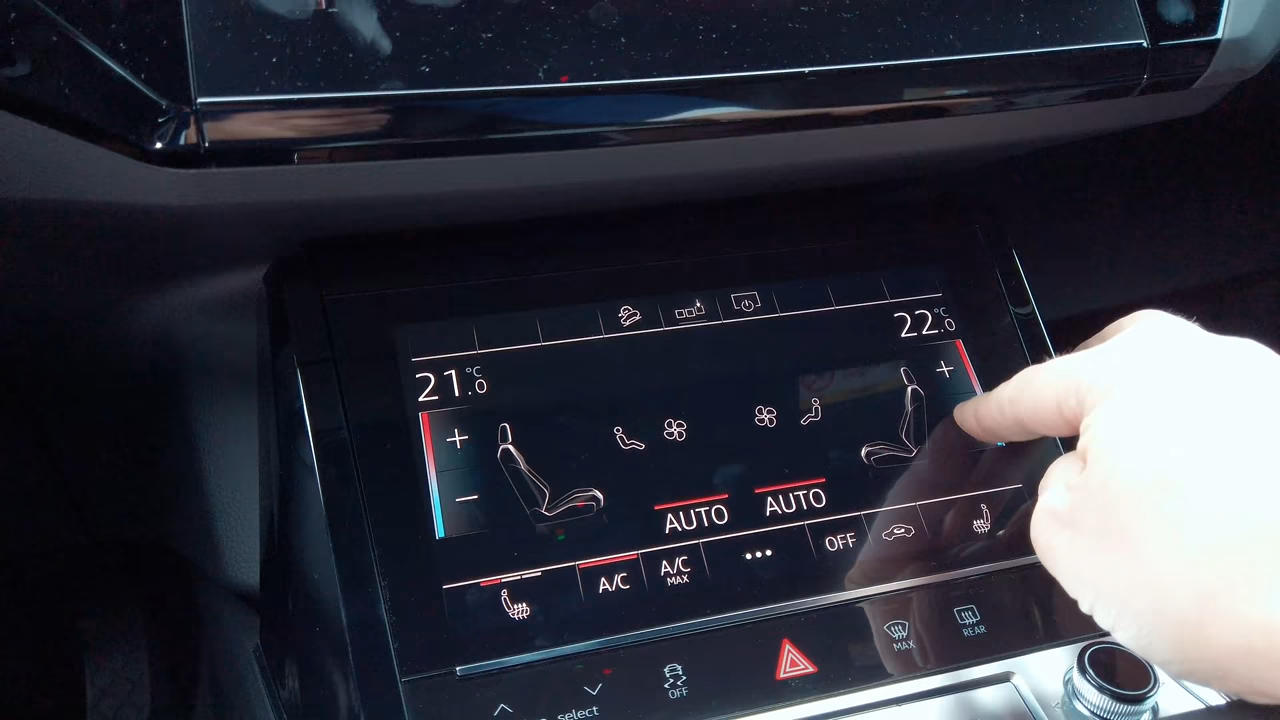 22.0 °C
21.0 °C
+
+
−
AUTO AUTO
A/C
A/C MAX
•••
OFF
MAX
REAR
OFF
select